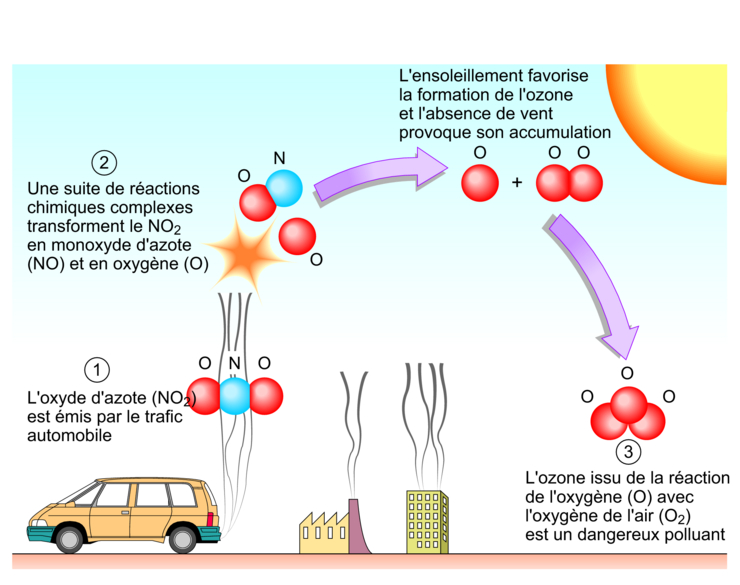 L'ensoleillement favorise
la formation de l'ozone
et l'absence de vent
provoque son accumulation
2
Une suite de réactions
chimiques complexes
transforment le NO₂
en monoxyde d'azote
(NO) et en oxygène (O)
O N
O
O + O O
1
L'oxyde d'azote (NO₂)
est émis par le trafic
automobile
O N O
O
O O
3
L'ozone issu de la réaction
de l'oxygène (O) avec
l'oxygène de l'air (O₂)
est un dangereux polluant